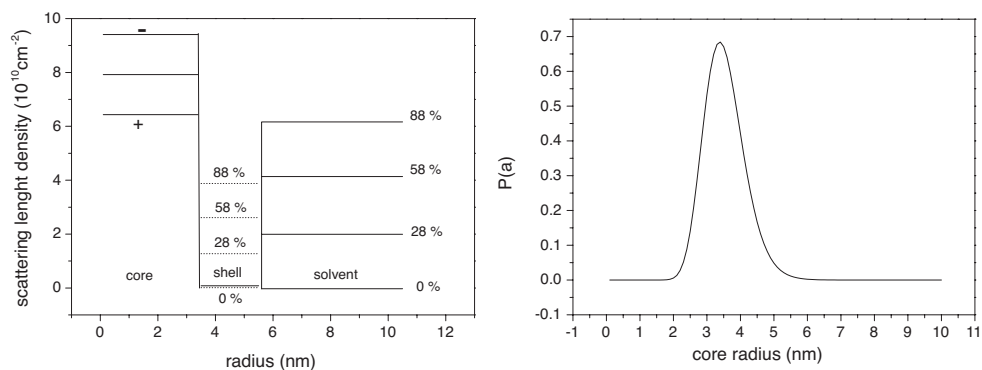 scattering lenght density (10^10 cm^-2)
10
8
6
4
2
0
-
+
88 %
58 %
28 %
0 %
core
shell
solvent
88 %
58 %
28 %
0 %
0 2 4 6 8 10 12
radius (nm)
P(a)
0.7
0.6
0.5
0.4
0.3
0.2
0.1
0.0
-0.1
-1 0 1 2 3 4 5 6 7 8 9 10 11
core radius (nm)